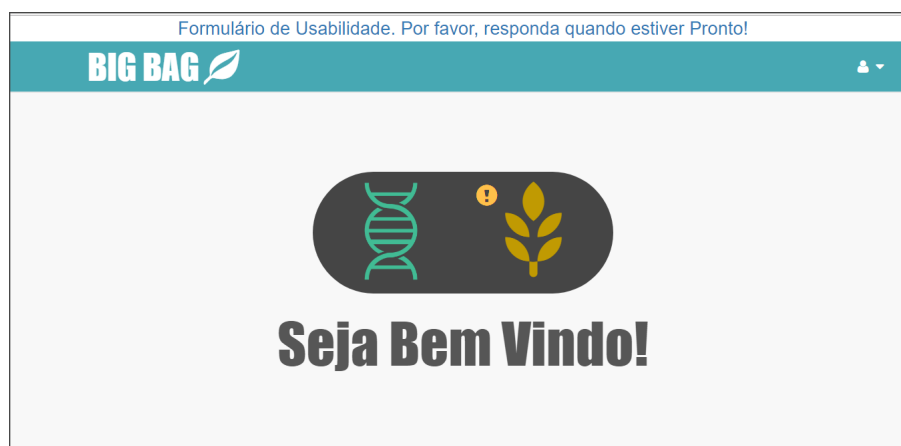 Formulário de Usabilidade. Por favor, responda quando estiver Pronto!
BIG BAG
Seja Bem Vindo!